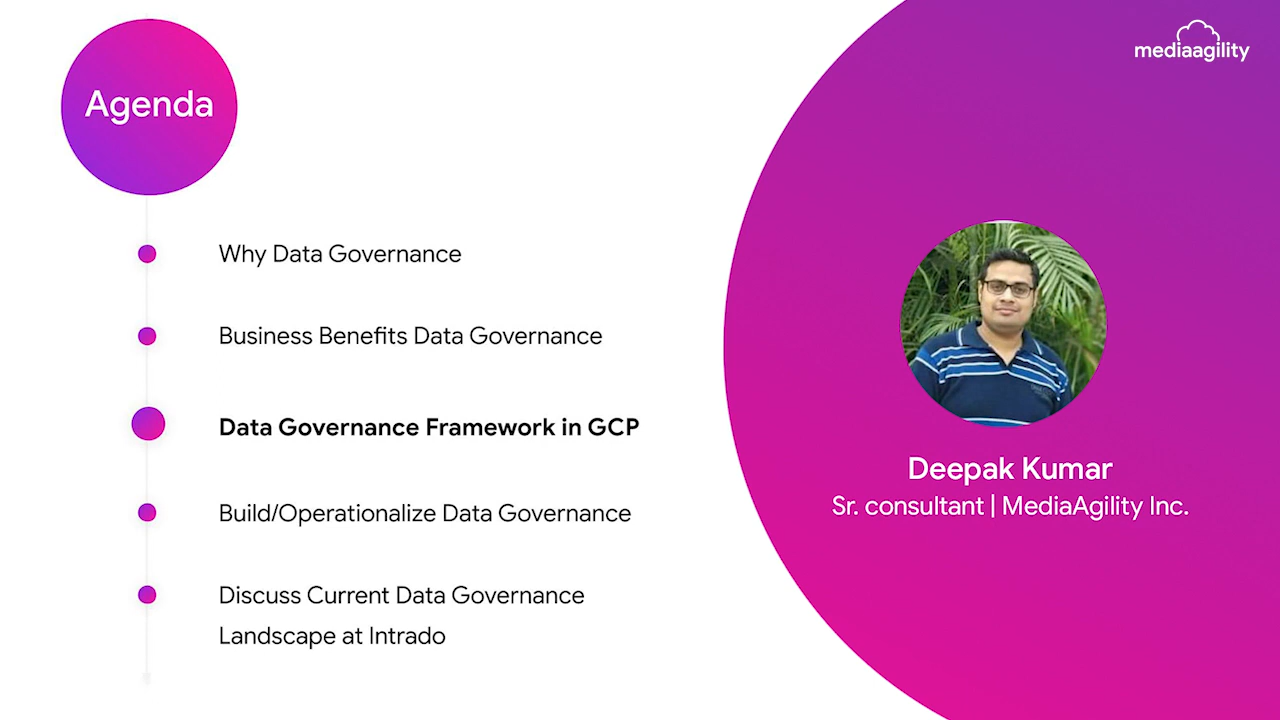 Agenda
mediaagility
Why Data Governance
Business Benefits Data Governance
Data Governance Framework in GCP
Build/Operationalize Data Governance
Discuss Current Data Governance
Landscape at Intrado
Deepak Kumar
Sr. consultant | MediaAgility Inc.